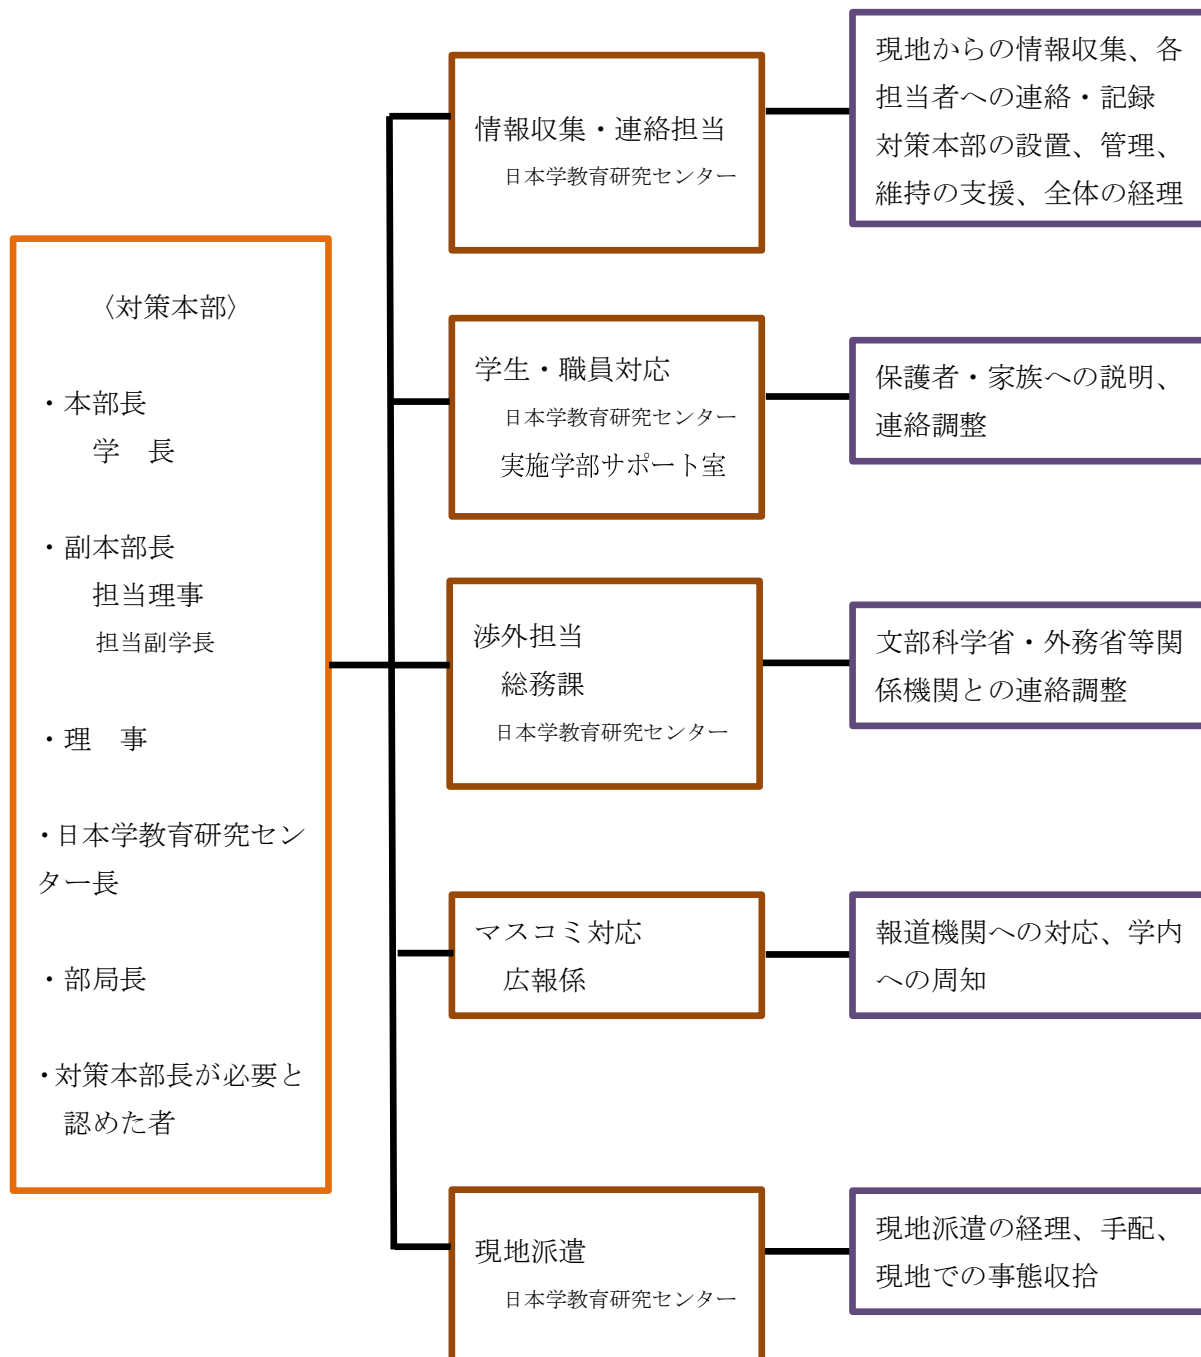 〈対策本部〉
・本部長
学　長
・副本部長
担当理事
担当副学長
・理　事
・日本学教育研究セン
ター長
・部局長
・対策本部長が必要と
認めた者
情報収集・連絡担当
日本学教育研究センター
現地からの情報収集、各
担当者への連絡・記録
対策本部の設置、管理、
維持の支援、全体の経理
学生・職員対応
日本学教育研究センター
実施学部サポート室
保護者・家族への説明、
連絡調整
渉外担当
総務課
日本学教育研究センター
文部科学省・外務省等関
係機関との連絡調整
マスコミ対応
広報係
報道機関への対応、学内
への周知
現地派遣
日本学教育研究センター
現地派遣の経理、手配、
現地での事態収拾